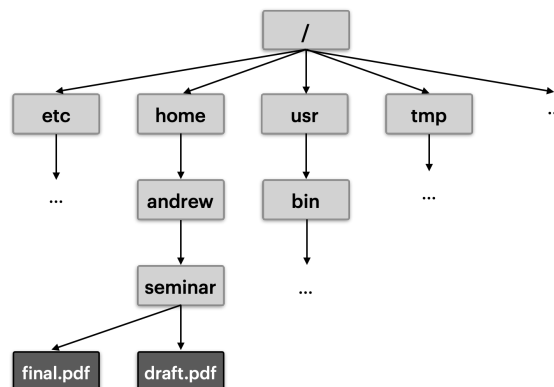 /
etc
home
usr
tmp
...
andrew
bin
...
...
seminar
...
final.pdf
draft.pdf